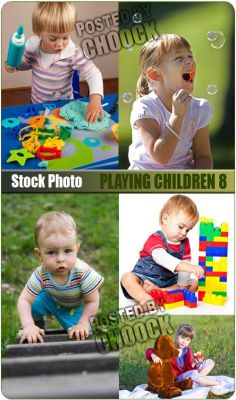 POSTED BY
CHOOCK
Stock Photo PLAYING CHILDREN 8
POSTED BY
CHOOCK